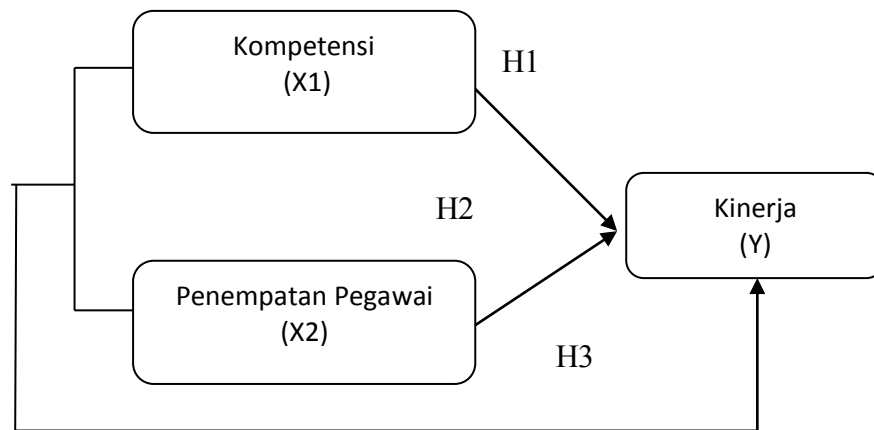 Kompetensi
(X1)
H1
H2
Kinerja
(Y)
Penempatan Pegawai
(X2)
H3